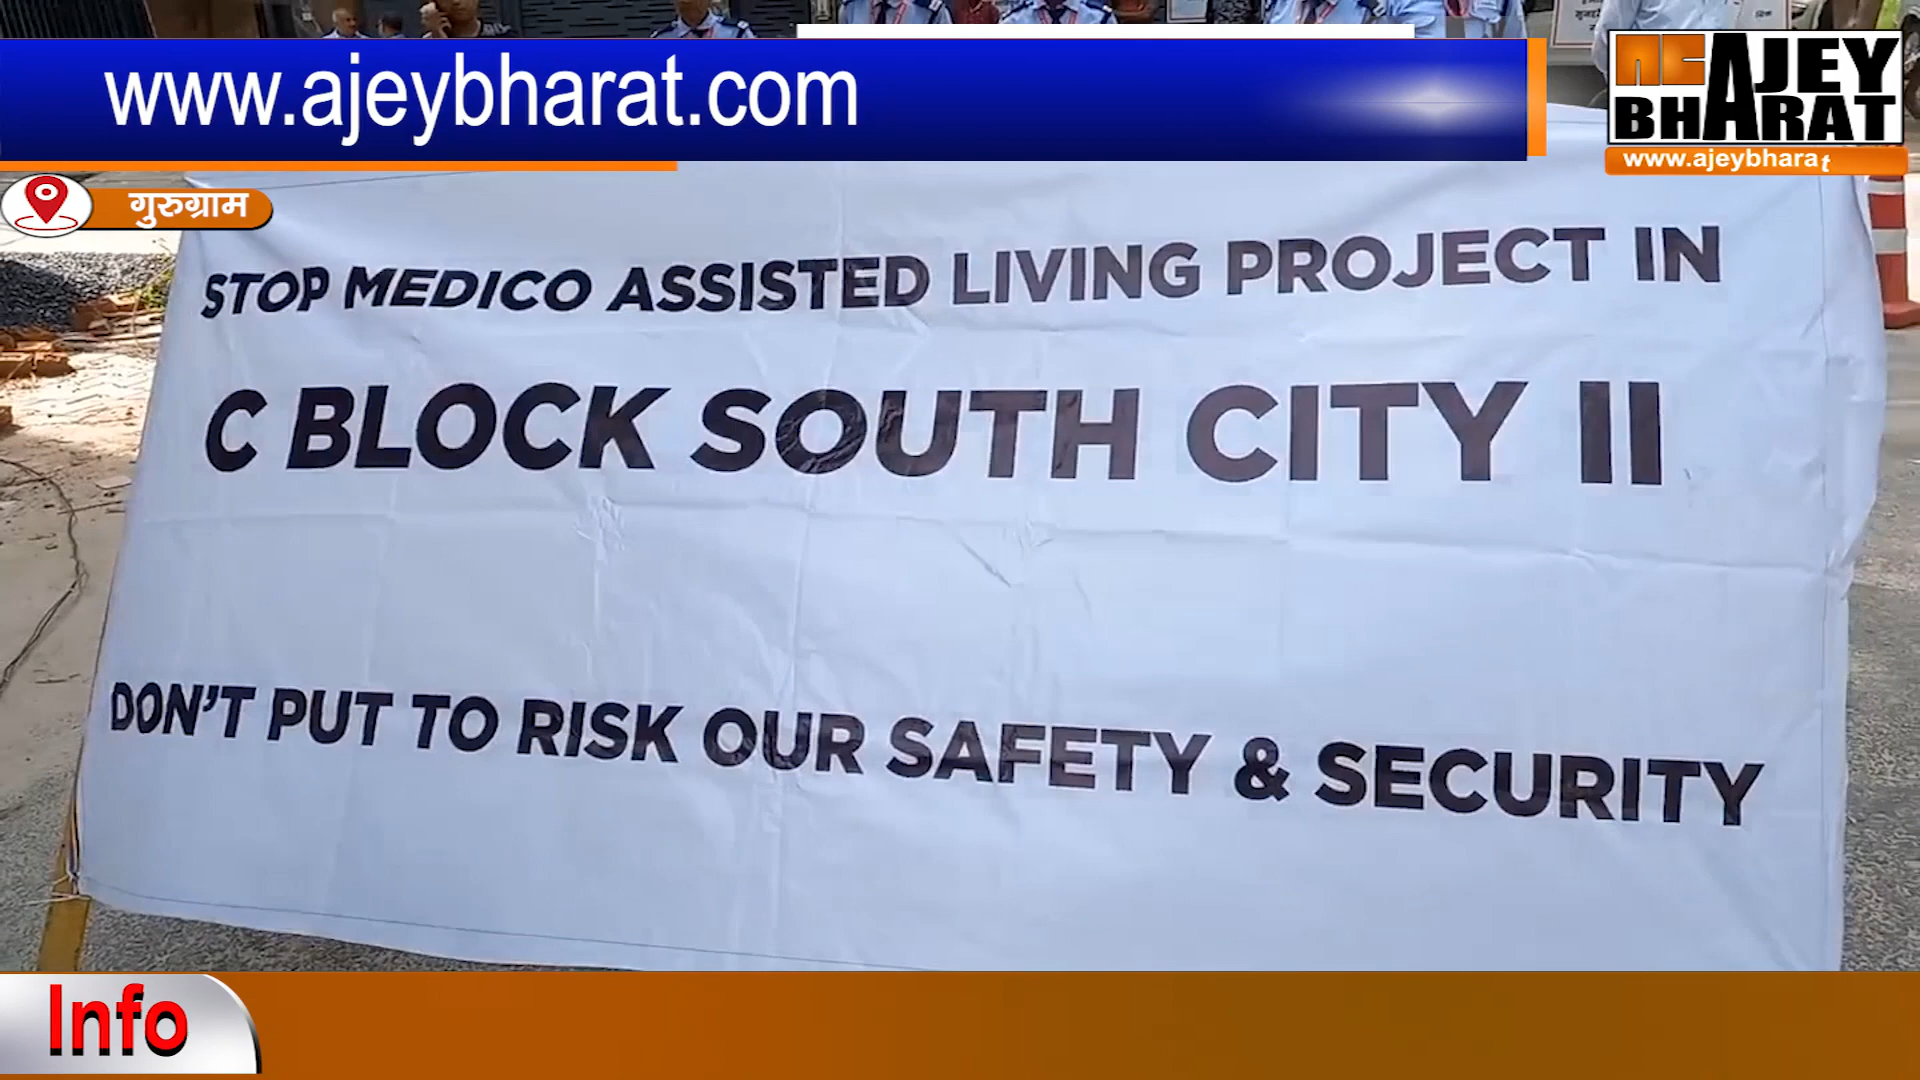 www.ajeybharat.com
AJEY
BHARAT
www.ajeybharat
गुरुग्राम
STOP MEDICO ASSISTED LIVING PROJECT IN
C BLOCK SOUTH CITY II
DON'T PUT TO RISK OUR SAFETY & SECURITY
Info